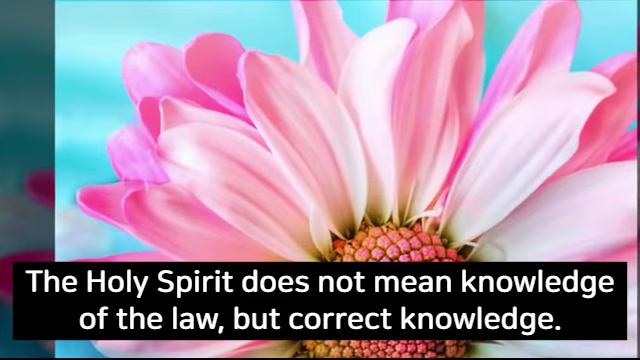 The Holy Spirit does not mean knowledge
of the law, but correct knowledge.